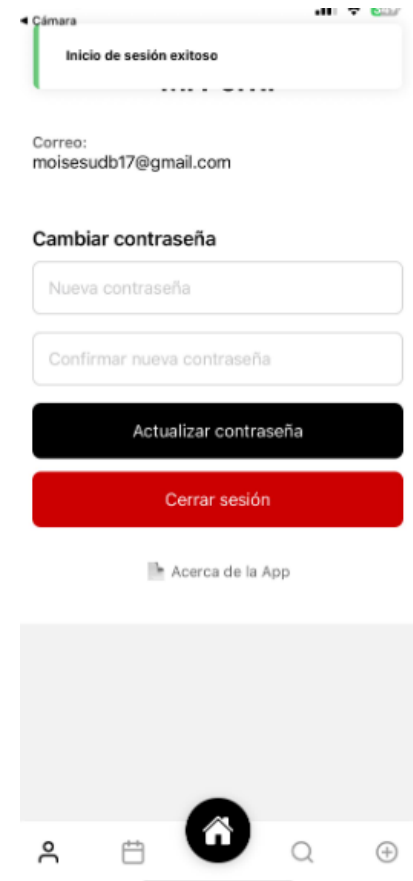 ◀ Cámara
Inicio de sesión exitoso
Correo:
moisesudb17@gmail.com
Cambiar contraseña
Nueva contraseña
Confirmar nueva contraseña
Actualizar contraseña
Cerrar sesión
Acerca de la App